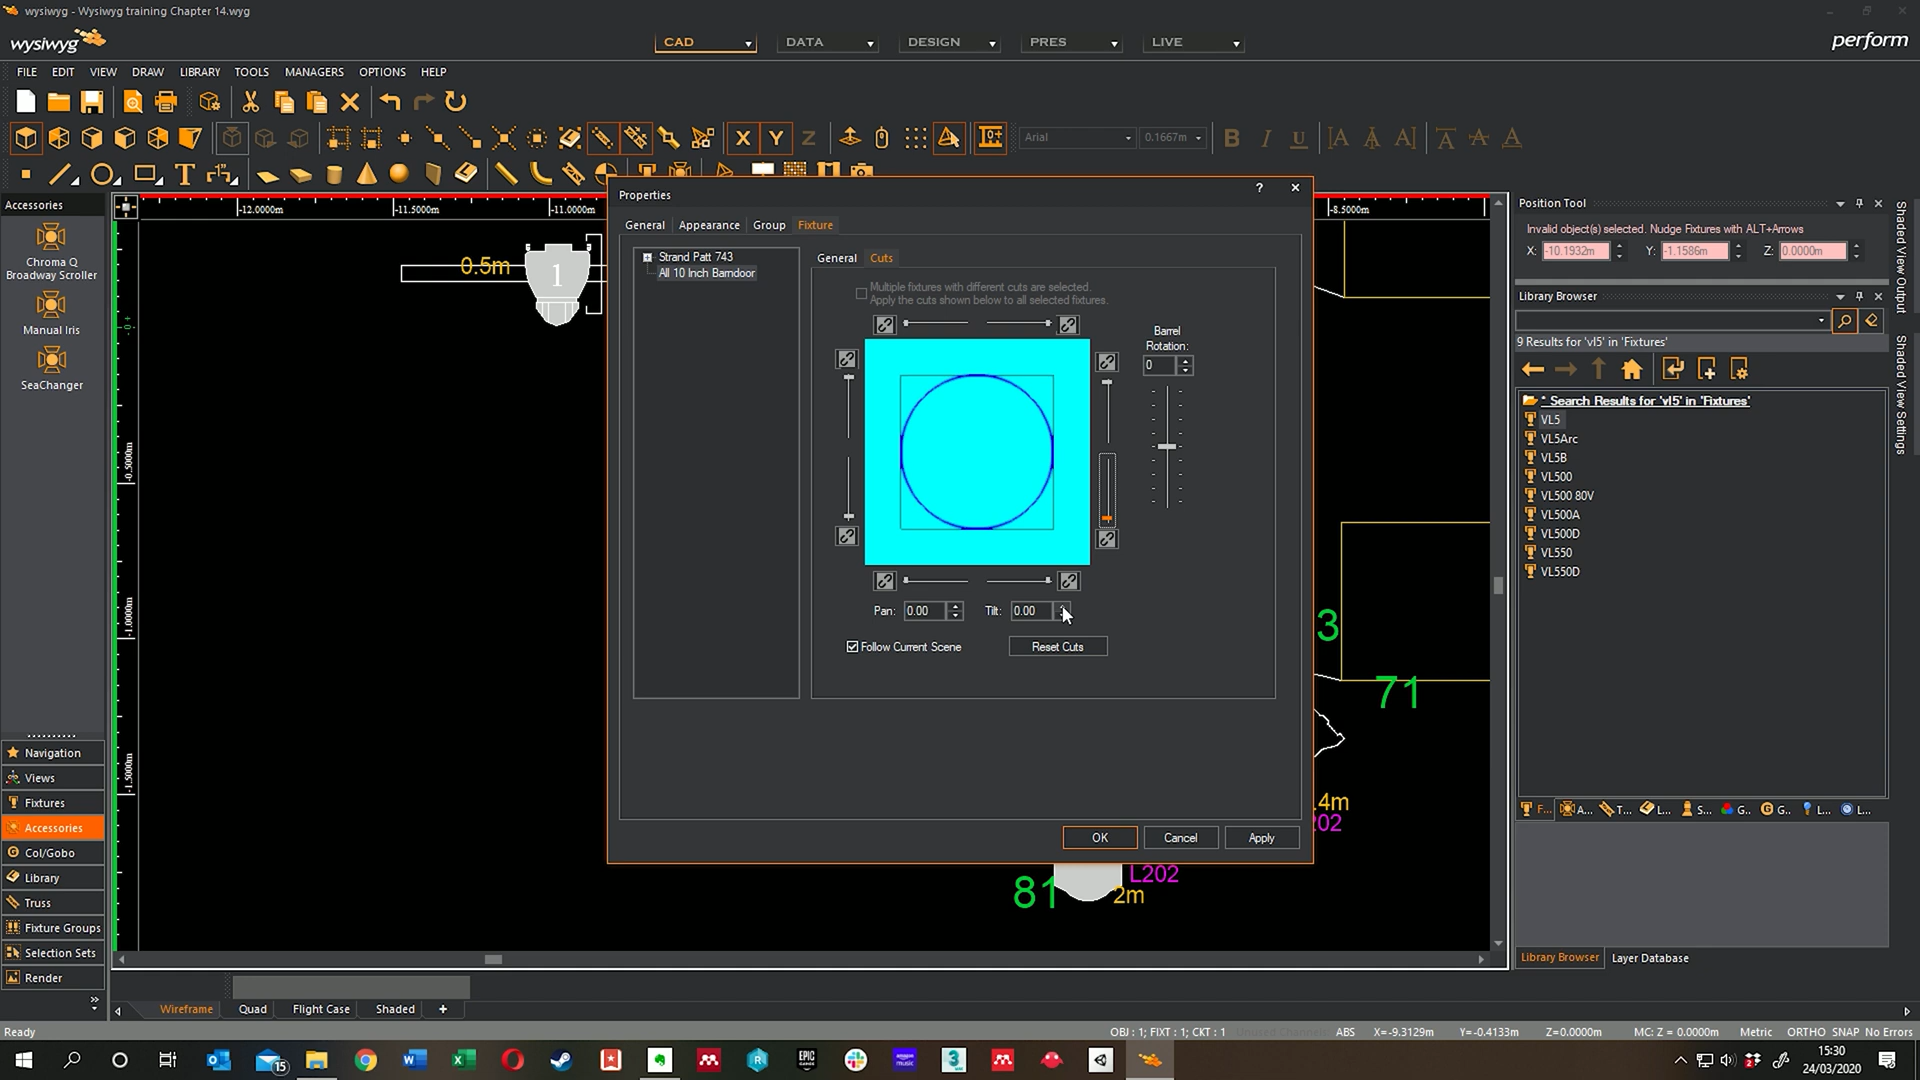 wysiwyg - Wysiwyg training Chapter 14.wyg
wysiwyg
CAD
DATA
DESIGN
PRES
LIVE
perform
FILE EDIT VIEW DRAW LIBRARY TOOLS MANAGERS OPTIONS HELP
X Y Z
Arial
0.1667m
B I U A A A A A A
T
Accessories
Chroma Q
Broadway Scroller
Manual Iris
SeaChanger
Navigation
Views
Fixtures
Accessories
Col/Gobo
Library
Truss
Fixture Groups
Selection Sets
Render
-12.0000m
-11.5000m
-11.0000m
-8.5000m
-0.5000m
-1.0000m
-1.5000m
0.5m
1
Properties
? ×
General Appearance Group Fixture
Strand Patt 743
All 10 Inch Barndoor
General Cuts
Multiple fixtures with different cuts are selected.
Apply the cuts shown below to all selected fixtures.
Barrel
Rotation:
0
Pan: 0.00
Tilt: 0.00
Follow Current Scene
Reset Cuts
OK
Cancel
Apply
3
71
.4m
202
81
L202
2m
Position Tool
Invalid object(s) selected. Nudge Fixtures with ALT+Arrows
X: -10.1932m
Y: -1.1586m
Z: 0.0000m
Library Browser
9 Results for 'vl5' in 'Fixtures'
* Search Results for 'vl5' in 'Fixtures'
VL5
VL5Arc
VL5B
VL500
VL500 80V
VL500A
VL500D
VL550
VL550D
F... A... T... L... S... G.. G.. L... L...
Library Browser
Layer Database
Shaded View Output
Shaded View Settings
Wireframe
Quad
Flight Case
Shaded
+
Ready
OBJ : 1; FIXT : 1; CKT : 1
ABS
X=-9.3129m
Y=-0.4133m
Z=0.0000m
MC: Z = 0.0000m
Metric
ORTHO SNAP No Errors
15
15:30
24/03/2020